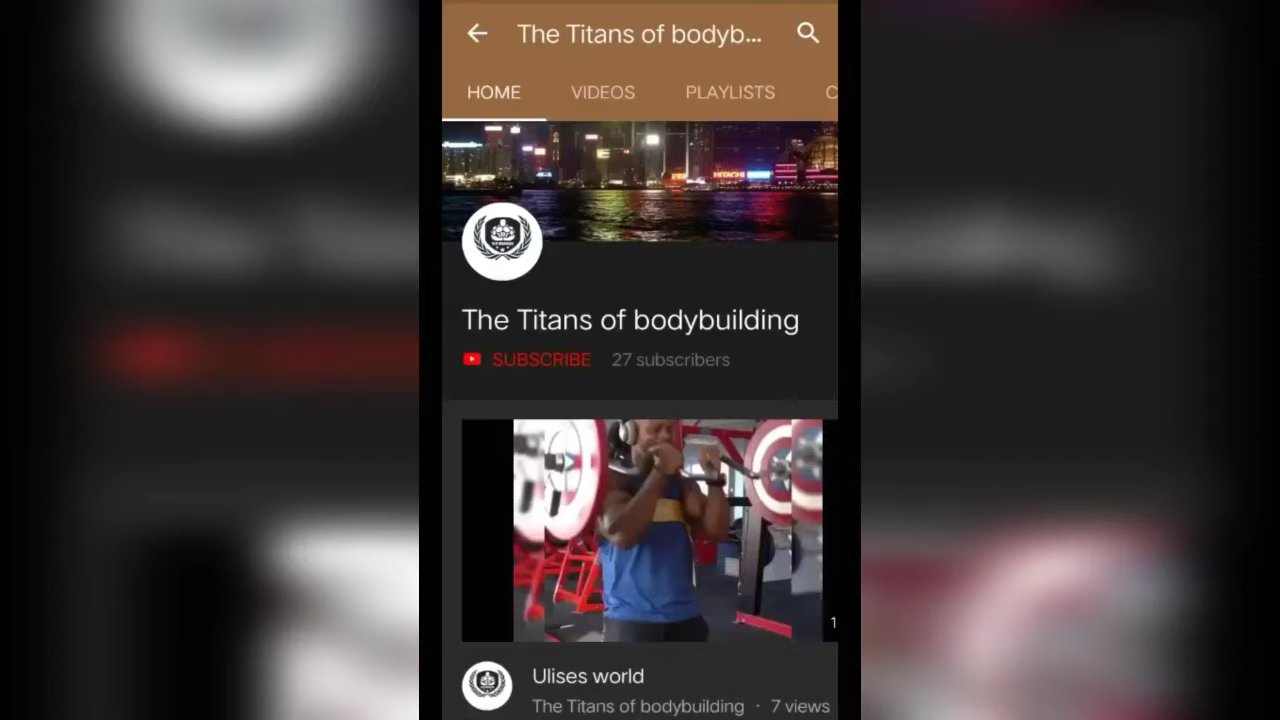 The Titans of bodyb...
HOME VIDEOS PLAYLISTS C
HITACHI
The Titans of bodybuilding
SUBSCRIBE 27 subscribers
1
Ulises world
The Titans of bodybuilding · 7 views